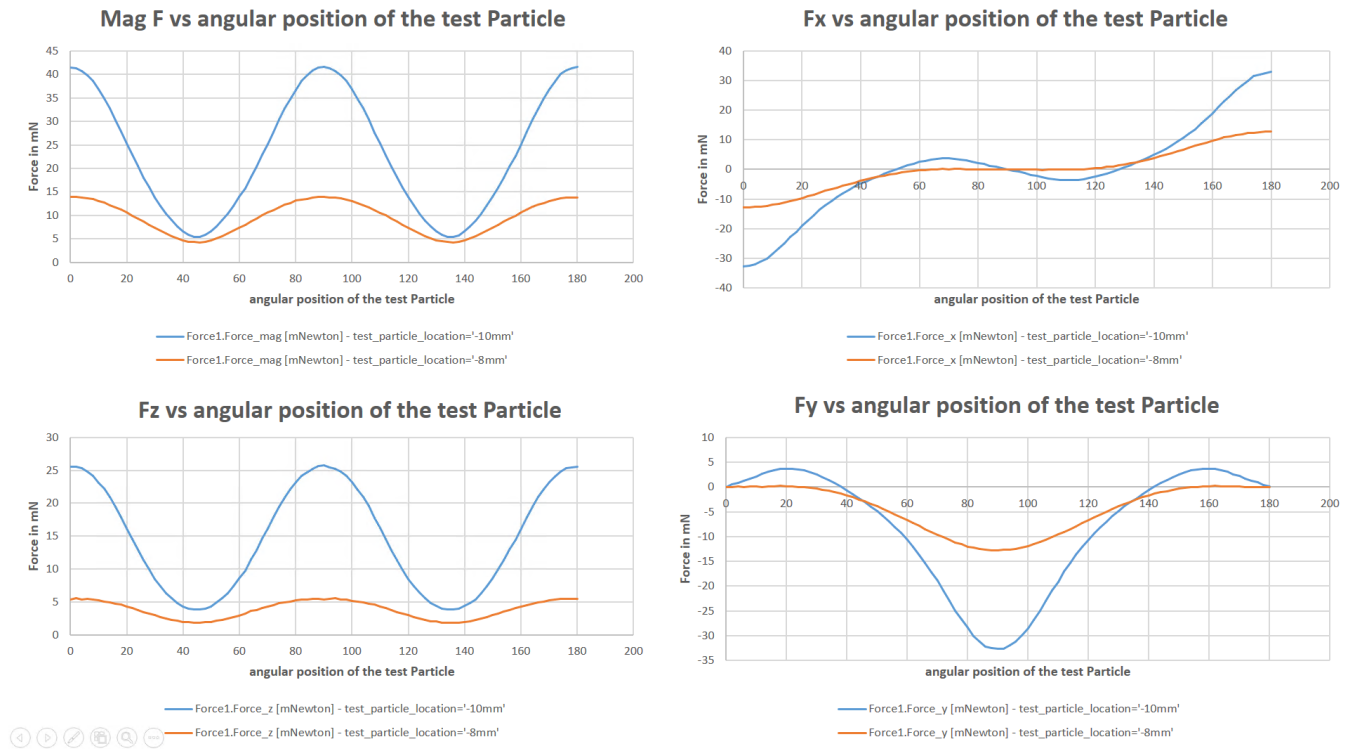 Mag F vs angular position of the test Particle
45
40
35
30
25
20
15
10
5
0
Force in mN
0 20 40 60 80 100 120 140 160 180 200
angular position of the test Particle
Force1.Force_mag [mNewton] - test_particle_location='-10mm'
Force1.Force_mag [mNewton] - test_particle_location='-8mm'
Fx vs angular position of the test Particle
40
30
20
10
0
-10
-20
-30
-40
Force in mN
0 20 40 60 80 100 120 140 160 180 200
angular position of the test Particle
Force1.Force_x [mNewton] - test_particle_location='-10mm'
Force1.Force_x [mNewton] - test_particle_location='-8mm'
Fz vs angular position of the test Particle
30
25
20
15
10
5
0
Force in mN
0 20 40 60 80 100 120 140 160 180 200
angular position of the test Particle
Force1.Force_z [mNewton] - test_particle_location='-10mm'
Force1.Force_z [mNewton] - test_particle_location='-8mm'
Fy vs angular position of the test Particle
10
5
0
-5
-10
-15
-20
-25
-30
-35
Force in mN
0 20 40 60 80 100 120 140 160 180 200
angular position of the test Particle
Force1.Force_y [mNewton] - test_particle_location='-10mm'
Force1.Force_y [mNewton] - test_particle_location='-8mm'